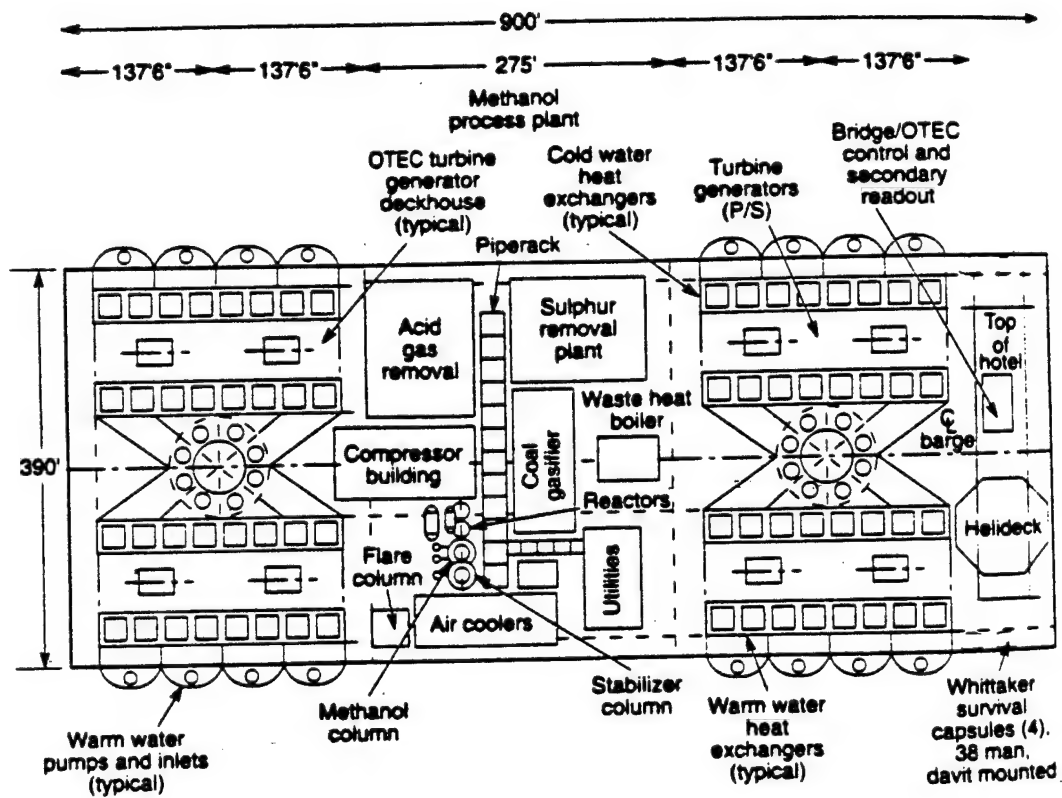 900'
137'6" 137'6" 275' 137'6" 137'6"
Methanol
process plant
OTEC turbine
generator
deckhouse
(typical)
Cold water
heat
exchangers
(typical)
Turbine
generators
(P/S)
Bridge/OTEC
control and
secondary
readout
Piperack
Acid
gas
removal
Sulphur
removal
plant
Top
of
hotel
Waste heat
boiler
℄
barge
390'
Compressor
building
Coal
gasifier
Reactors
Helideck
Flare
column
Utilities
Air coolers
Methanol
column
Stabilizer
column
Warm water
pumps and inlets
(typical)
Warm water
heat
exchangers
(typical)
Whittaker
survival
capsules (4),
38 man,
davit mounted